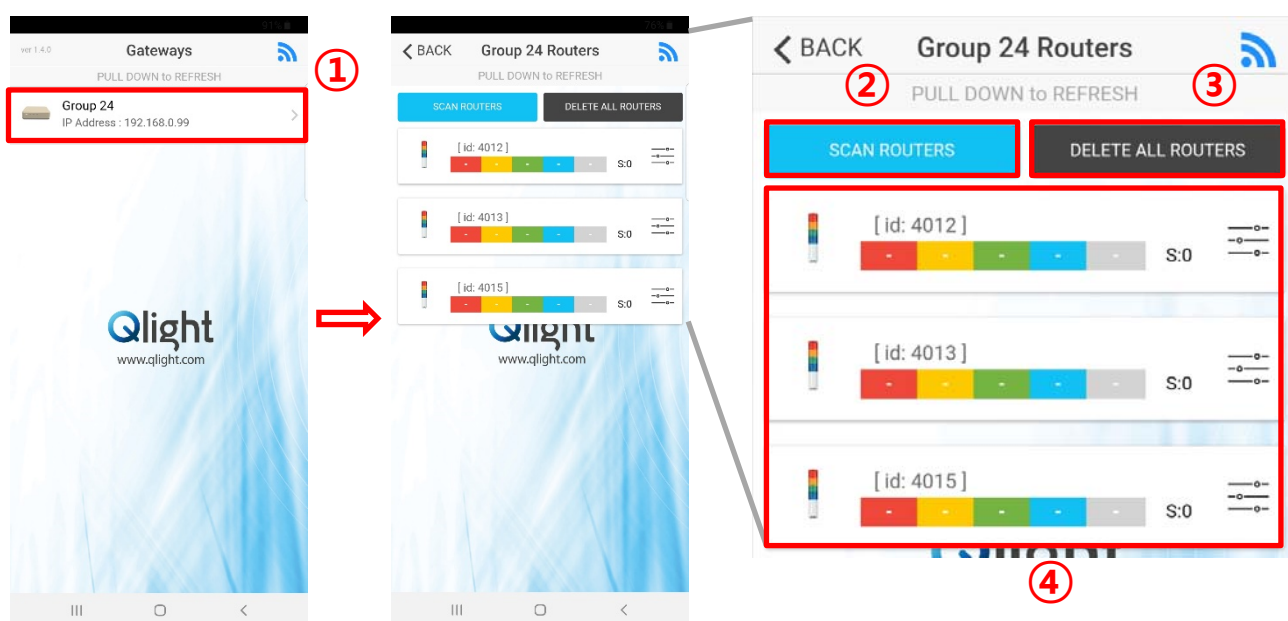 91%
ver 1.4.0
Gateways
PULL DOWN to REFRESH
①
Group 24
IP Address : 192.168.0.99
Qlight
www.qlight.com
76%
BACK
Group 24 Routers
PULL DOWN to REFRESH
SCAN ROUTERS
DELETE ALL ROUTERS
[ id: 4012 ]
- - - - - S:0
[ id: 4013 ]
- - - - - S:0
[ id: 4015 ]
- - - - - S:0
Qlight
www.qlight.com
BACK
Group 24 Routers
②
PULL DOWN to REFRESH
③
SCAN ROUTERS
DELETE ALL ROUTERS
[ id: 4012 ]
- - - - - S:0
[ id: 4013 ]
- - - - - S:0
[ id: 4015 ]
- - - - - S:0
Qlight
④